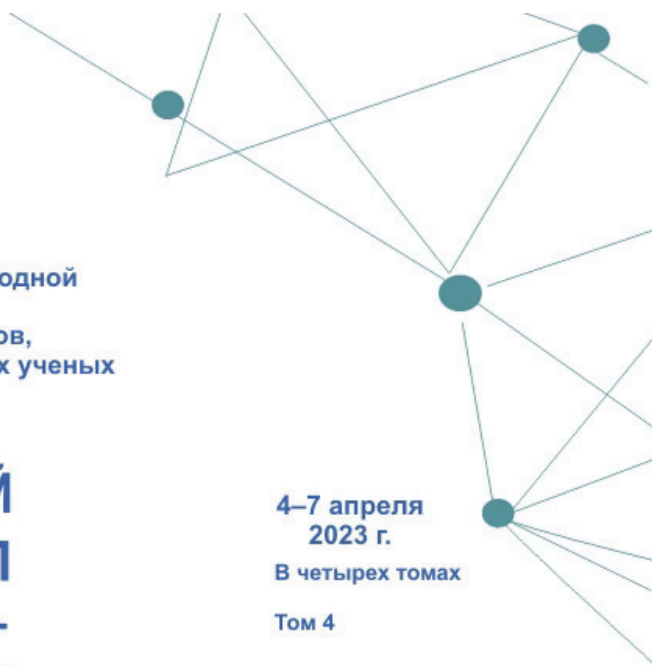 одной
ов,
х ученых
Й
4–7 апреля
2023 г.
В четырех томах
Том 4